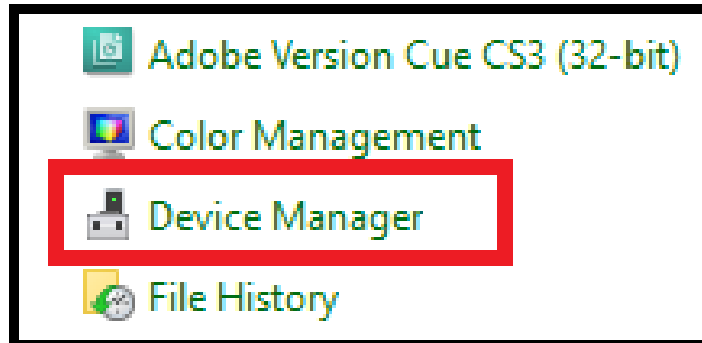 Adobe Version Cue CS3 (32-bit)
Color Management
Device Manager
File History